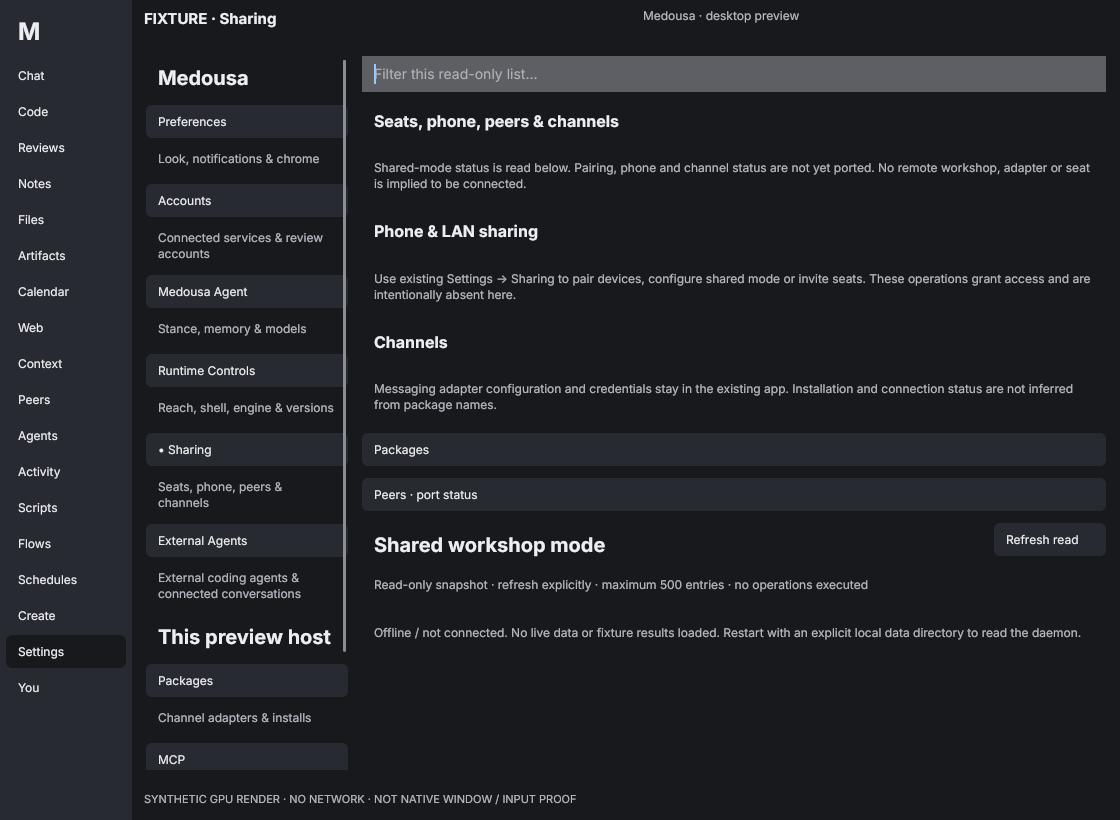 M
Chat
Code
Reviews
Notes
Files
Artifacts
Calendar
Web
Context
Peers
Agents
Activity
Scripts
Flows
Schedules
Create
Settings
You
FIXTURE · Sharing
Medousa · desktop preview
Medousa
Preferences
Look, notifications & chrome
Accounts
Connected services & review
accounts
Medousa Agent
Stance, memory & models
Runtime Controls
Reach, shell, engine & versions
• Sharing
Seats, phone, peers &
channels
External Agents
External coding agents &
connected conversations
This preview host
Packages
Channel adapters & installs
MCP
Filter this read-only list...
Seats, phone, peers & channels
Shared-mode status is read below. Pairing, phone and channel status are not yet ported. No remote workshop, adapter or seat
is implied to be connected.
Phone & LAN sharing
Use existing Settings → Sharing to pair devices, configure shared mode or invite seats. These operations grant access and are
intentionally absent here.
Channels
Messaging adapter configuration and credentials stay in the existing app. Installation and connection status are not inferred
from package names.
Packages
Peers · port status
Shared workshop mode
Refresh read
Read-only snapshot · refresh explicitly · maximum 500 entries · no operations executed
Offline / not connected. No live data or fixture results loaded. Restart with an explicit local data directory to read the daemon.
SYNTHETIC GPU RENDER · NO NETWORK · NOT NATIVE WINDOW / INPUT PROOF